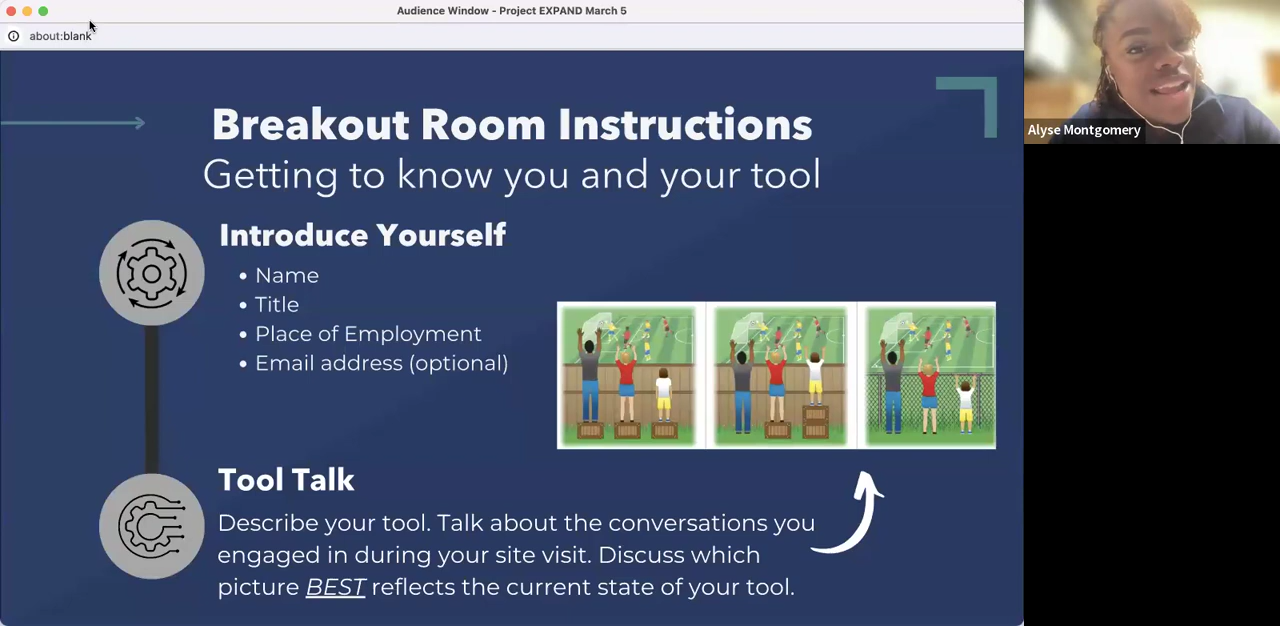 Audience Window - Project EXPAND March 5
about:blank
Breakout Room Instructions
Getting to know you and your tool
Introduce Yourself
• Name
• Title
• Place of Employment
• Email address (optional)
Tool Talk
Describe your tool. Talk about the conversations you
engaged in during your site visit. Discuss which
picture BEST reflects the current state of your tool.
Alyse Montgomery